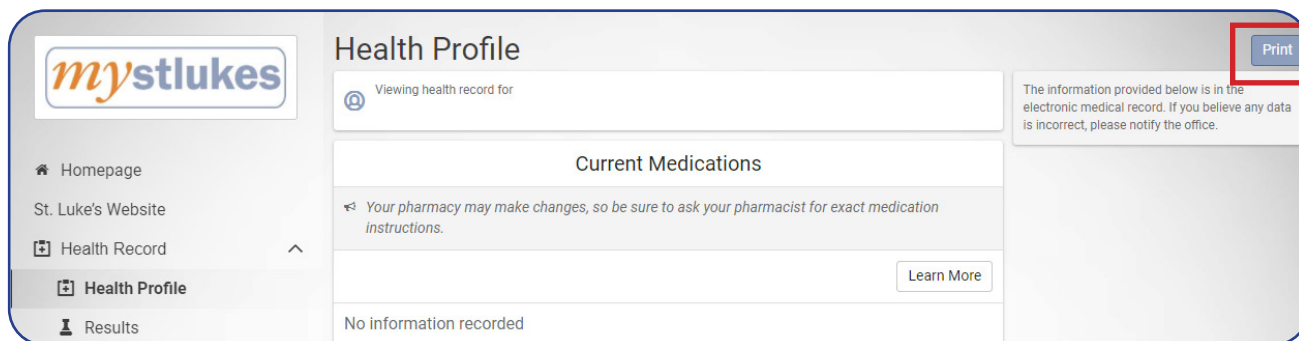 mystlukes
Homepage
St. Luke's Website
Health Record
Health Profile
Results
Health Profile
Print
Viewing health record for
The information provided below is in the
electronic medical record. If you believe any data
is incorrect, please notify the office.
Current Medications
Your pharmacy may make changes, so be sure to ask your pharmacist for exact medication
instructions.
Learn More
No information recorded